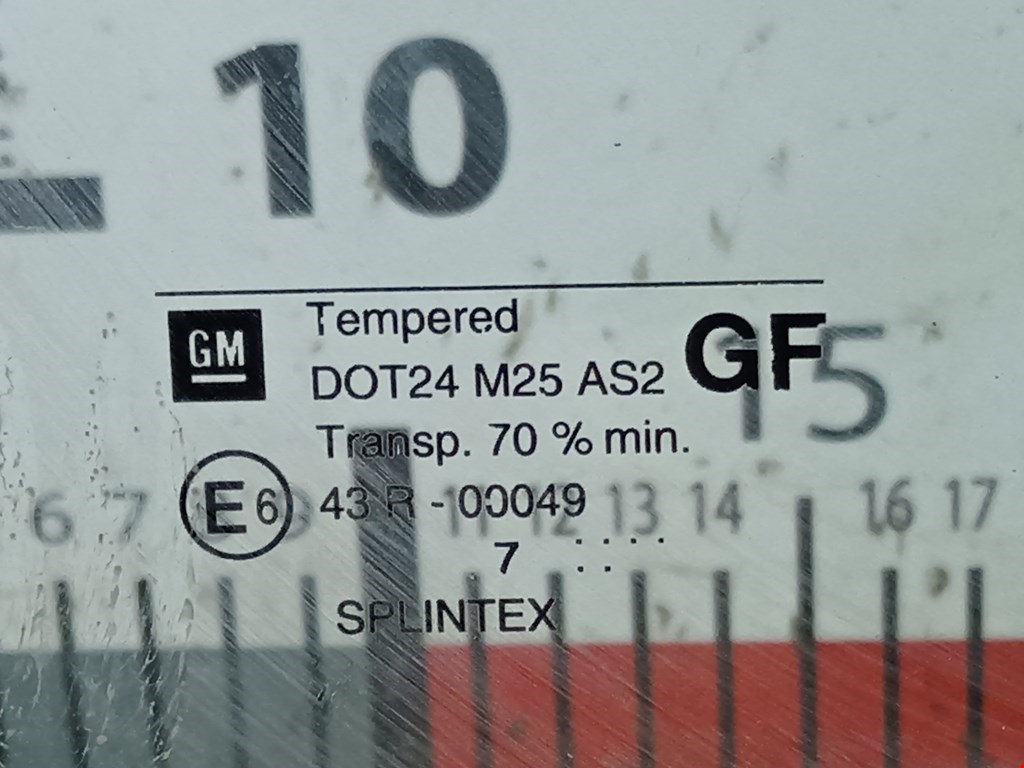 10
Tempered
GM
GF
DOT24 M25 AS2
15
Transp. 70 % min.
E6
43 R -00049
6 7 9 11 12 13 14 16 17
7
SPLINTEX